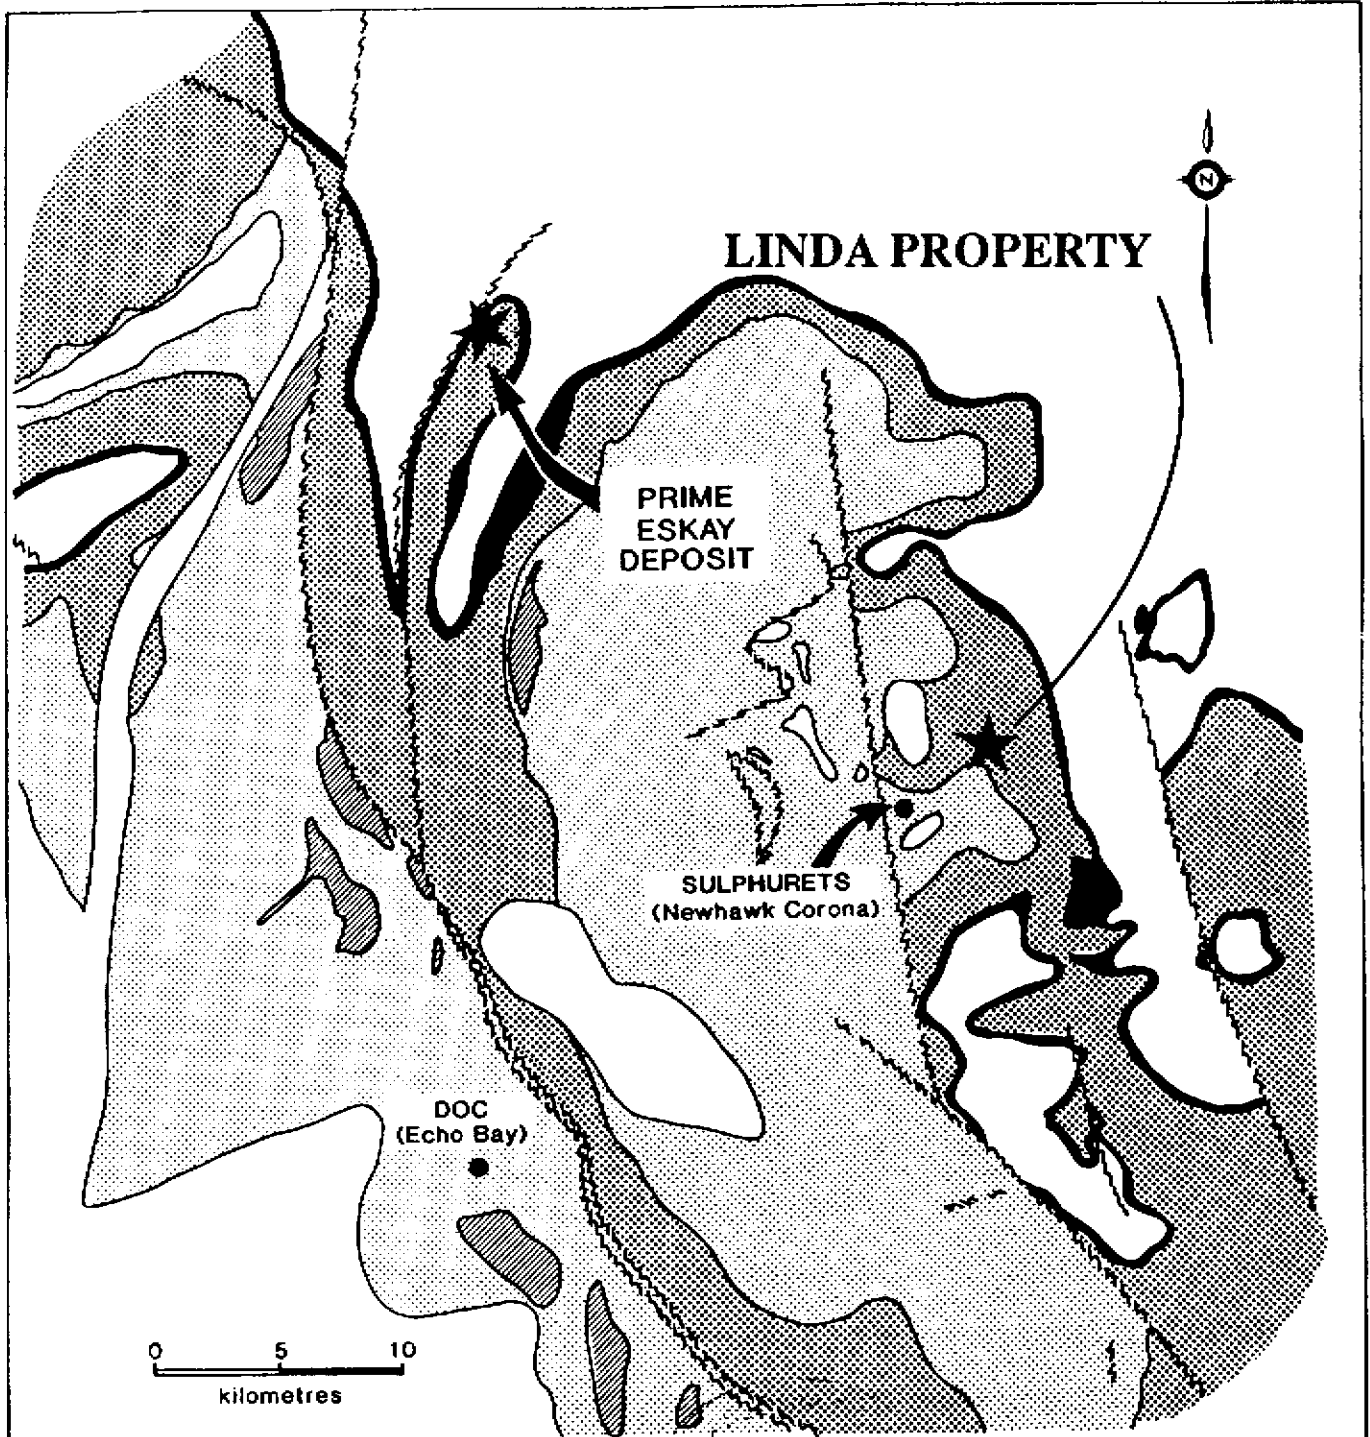 N
LINDA PROPERTY
PRIME
ESKAY
DEPOSIT
SULPHURETS
(Newhawk Corona)
DOC
(Echo Bay)
0 5 10
kilometres